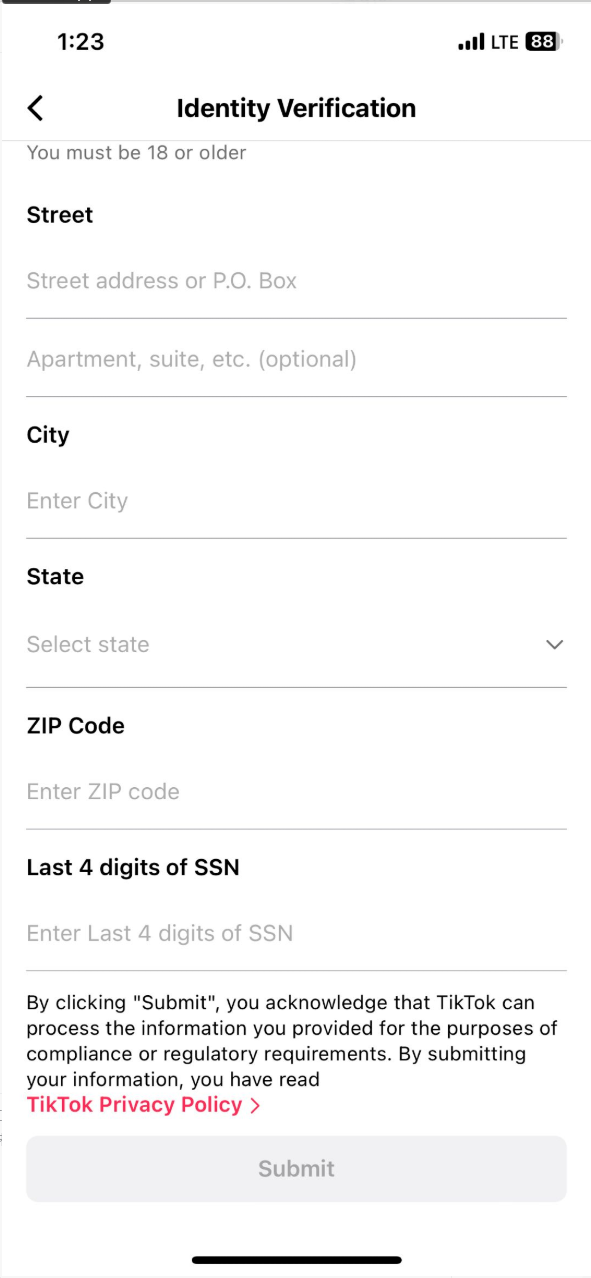 1:23 LTE 88
Identity Verification
You must be 18 or older
Street
Street address or P.O. Box
Apartment, suite, etc. (optional)
City
Enter City
State
Select state
ZIP Code
Enter ZIP code
Last 4 digits of SSN
Enter Last 4 digits of SSN
By clicking "Submit", you acknowledge that TikTok can
process the information you provided for the purposes of
compliance or regulatory requirements. By submitting
your information, you have read
TikTok Privacy Policy >
Submit